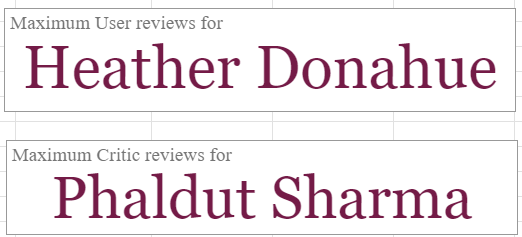 Maximum User reviews for
Heather Donahue
Maximum Critic reviews for
Phaldut Sharma